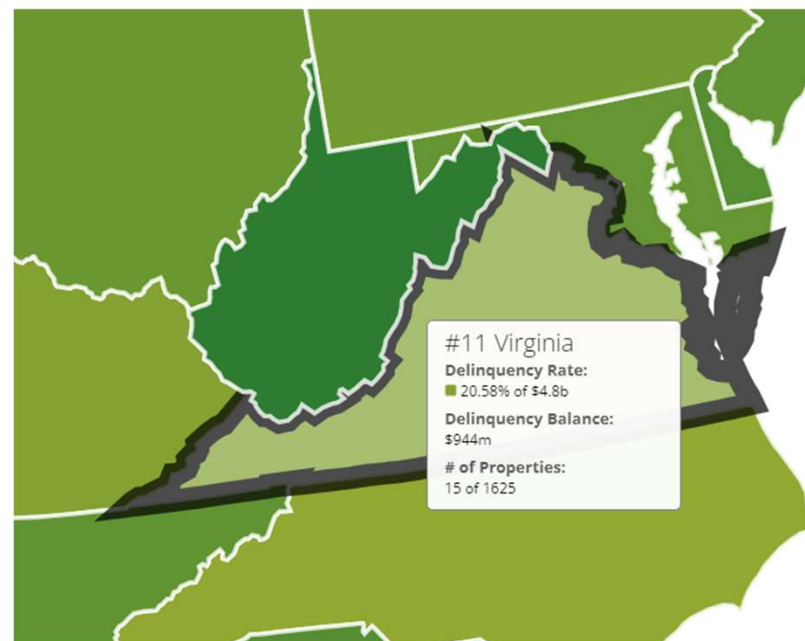 #11 Virginia
Delinquency Rate:
20.58% of $4.8b
Delinquency Balance:
$944m
# of Properties:
15 of 1625